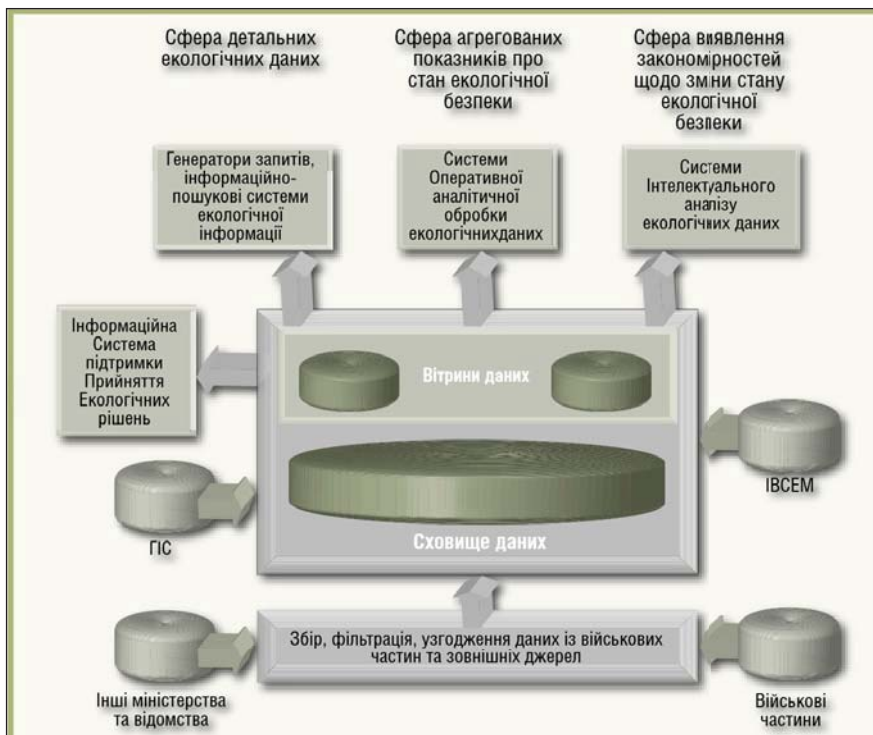 Сфера детальних
екологічних даних
Сфера агрегованих
показників про
стан екологічної
безпеки
Сфера виявлення
закономірностей
щодо зміни стану
екологічної
безпеки
Генератори запитів,
інформаційно-
пошукові системи
екологічної
інформації
Системи
Оперативної
аналітичної
обробки
екологічнихданих
Системи
Інтелектуального
аналізу
екологічних даних
Інформаційна
Система
підтримки
Прийняття
Екологічних
рішень
Вітрини даних
ІВСЕМ
ГІС
Сховище даних
Збір, фільтрація, узгодження даних із військових
частин та зовнішніх джерел
Інші міністерства
та відомства
Військові
частини